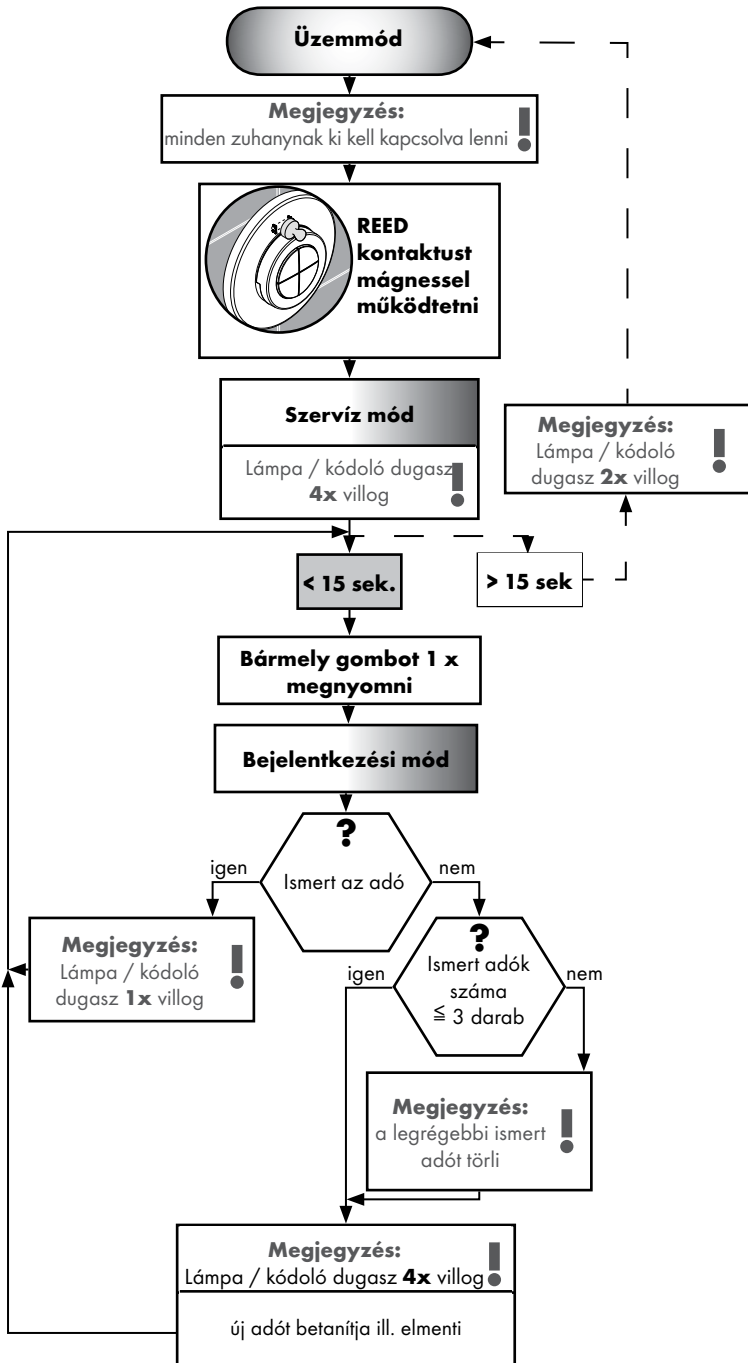 Üzemmód
Megjegyzés:
minden zuhanynak ki kell kapcsolva lenni
!
REED
kontaktust
mágnessel
működtetni
Szervíz mód
Lámpa / kódoló dugasz
4x villog
!
Megjegyzés:
Lámpa / kódoló
dugasz 2x villog
!
< 15 sek.
> 15 sek
Bármely gombot 1 x
megnyomni
Bejelentkezési mód
?
Ismert az adó
igen
nem
Megjegyzés:
Lámpa / kódoló
dugasz 1x villog
!
?
Ismert adók
száma
≦ 3 darab
igen
nem
Megjegyzés:
a legrégebbi ismert
adót törli
!
Megjegyzés:
Lámpa / kódoló dugasz 4x villog
!
új adót betanítja ill. elmenti